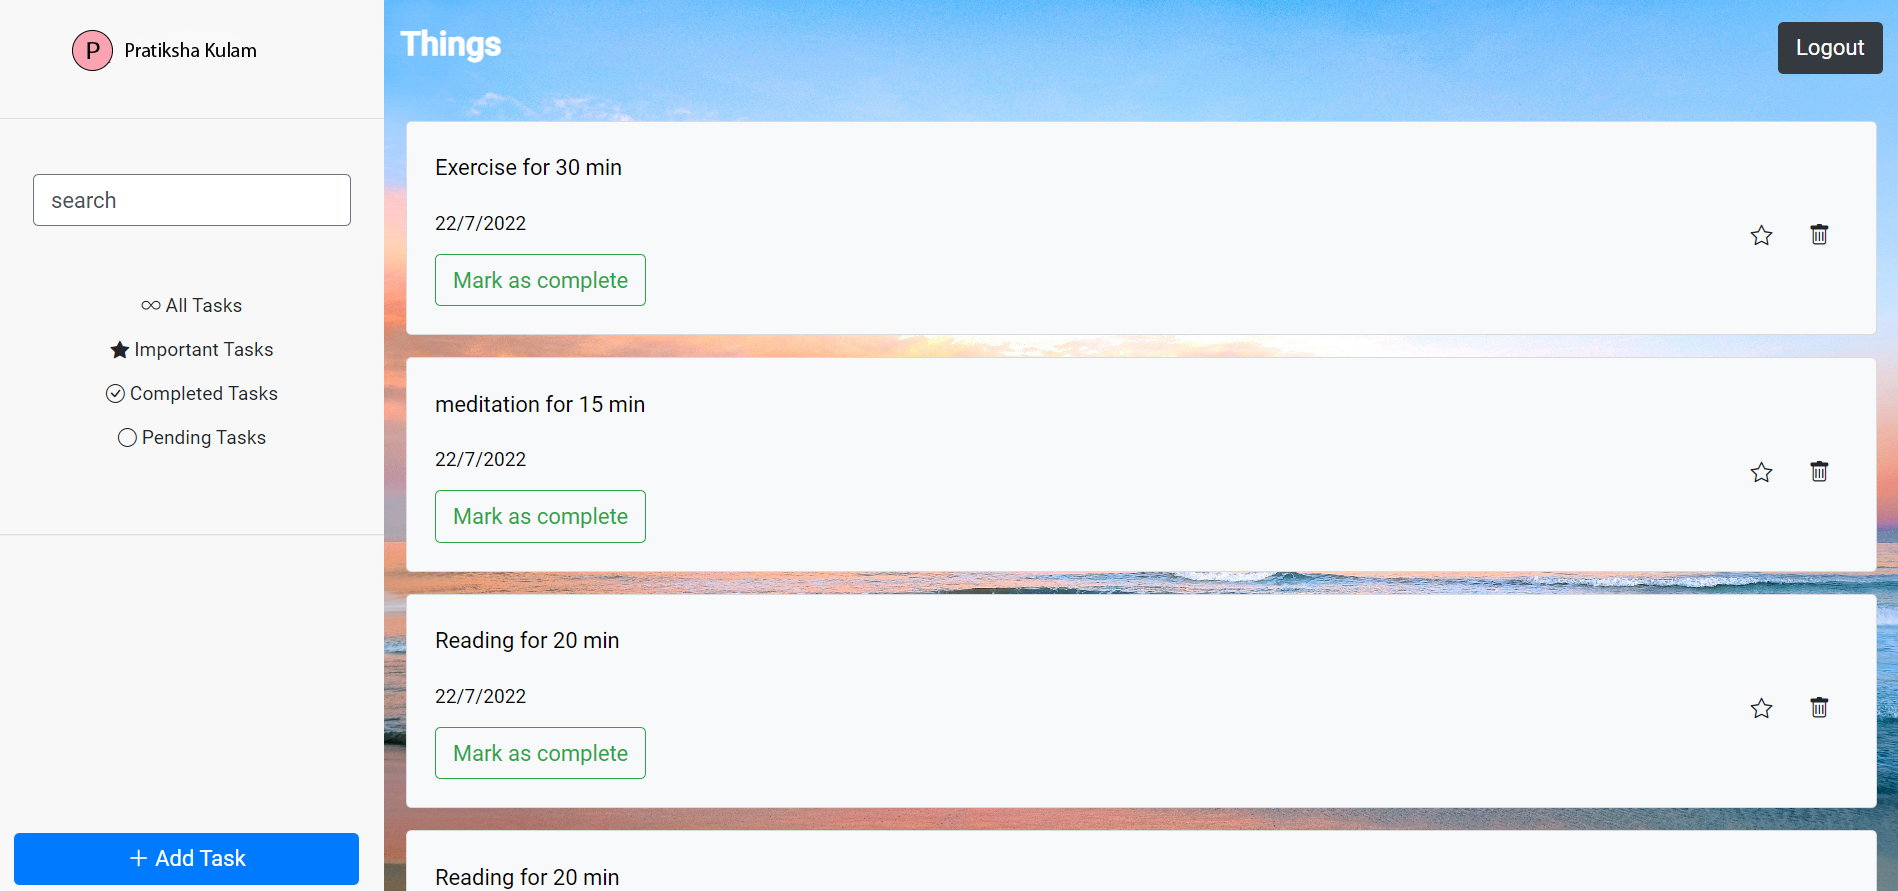 P Pratiksha Kulam
search
All Tasks
Important Tasks
Completed Tasks
Pending Tasks
+ Add Task
Things
Logout
Exercise for 30 min
22/7/2022
Mark as complete
meditation for 15 min
22/7/2022
Mark as complete
Reading for 20 min
22/7/2022
Mark as complete
Reading for 20 min